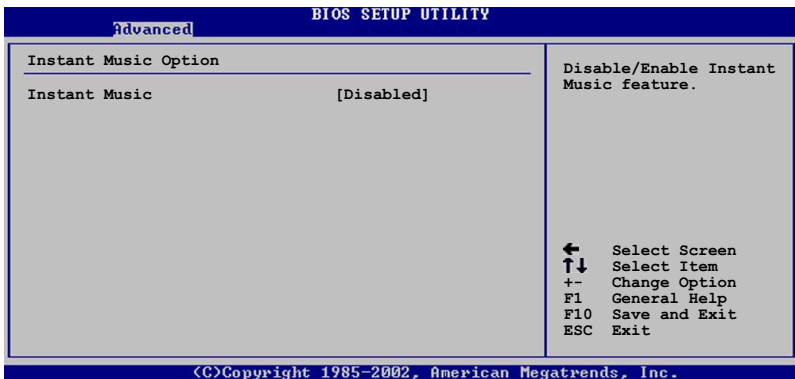 BIOS SETUP UTILITY
Advanced
Instant Music Option
Instant Music [Disabled]
Disable/Enable Instant
Music feature.
← Select Screen
↑↓ Select Item
+- Change Option
F1 General Help
F10 Save and Exit
ESC Exit
(C)Copyright 1985-2002, American Megatrends, Inc.